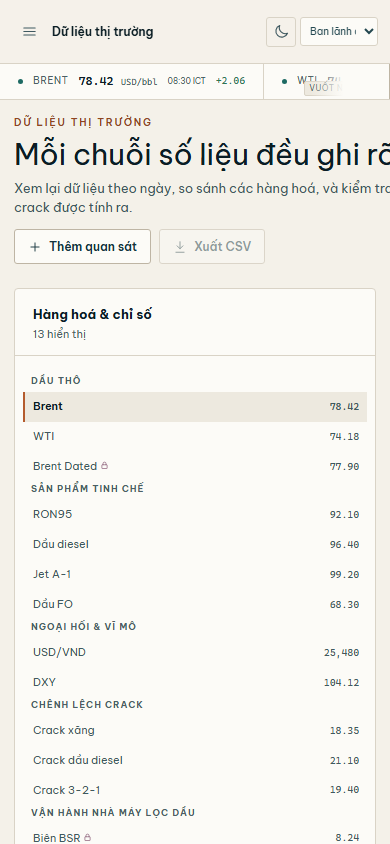 Dữ liệu thị trường
Ban lãnh
BRENT 78.42 USD/bbl 08:30 ICT +2.06
WTI
VUỐT
DỮ LIỆU THỊ TRƯỜNG
Mỗi chuỗi số liệu đều ghi rõ
Xem lại dữ liệu theo ngày, so sánh các hàng hoá, và kiểm tra
crack được tính ra.
Thêm quan sát
Xuất CSV
Hàng hoá & chỉ số
13 hiển thị
DẦU THÔ
Brent 78.42
WTI 74.18
Brent Dated 77.90
SẢN PHẨM TINH CHẾ
RON95 92.10
Dầu diesel 96.40
Jet A-1 99.20
Dầu FO 68.30
NGOẠI HỐI & VĨ MÔ
USD/VND 25,480
DXY 104.12
CHÊNH LỆCH CRACK
Crack xăng 18.35
Crack dầu diesel 21.10
Crack 3-2-1 19.40
VẬN HÀNH NHÀ MÁY LỌC DẦU
Biên BSR 8.24